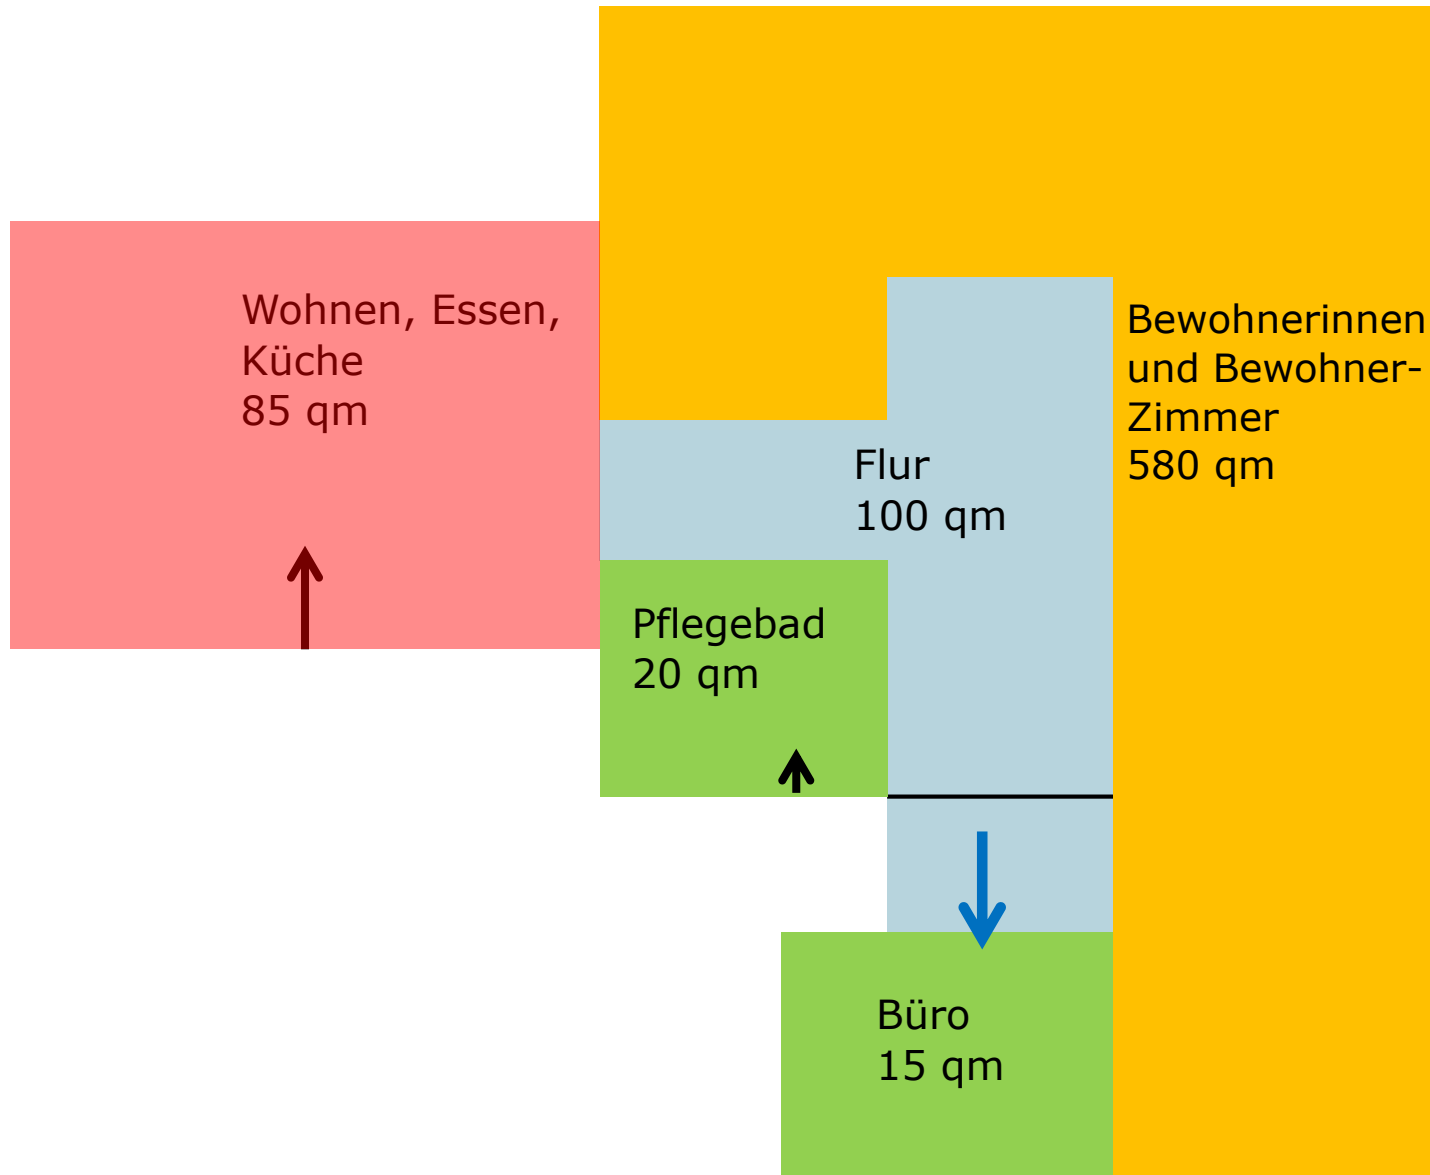 Wohnen, Essen,
Küche
85 qm
Bewohnerinnen
und Bewohner-
Zimmer
580 qm
Flur
100 qm
Pflegebad
20 qm
Büro
15 qm